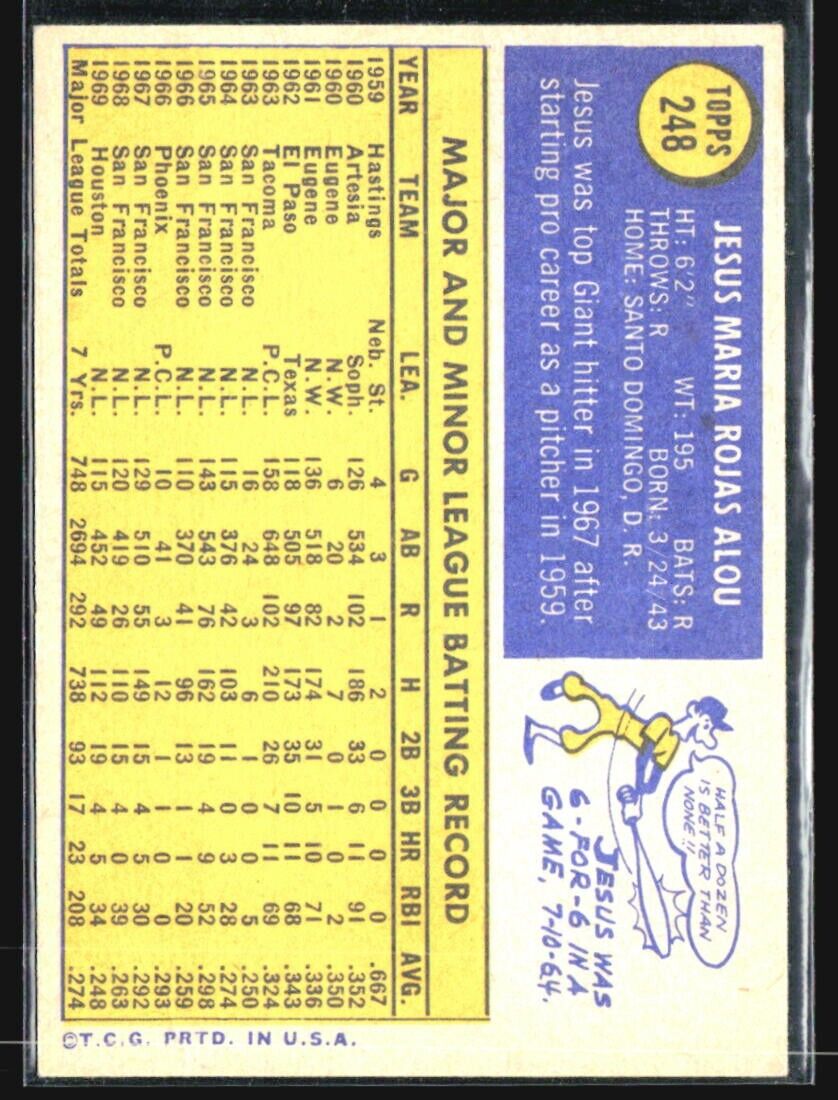 TOPPS
248
JESUS MARIA ROJAS ALOU
HT: 6'2" WT: 195 BATS: R
THROWS: R BORN: 3/24/43
HOME: SANTO DOMINGO, D. R.
Jesus was top Giant hitter in 1967 after
starting pro career as a pitcher in 1959.
HALF A DOZEN
IS BETTER THAN
NONE!!
JESUS WAS
6-FOR-6 IN A
GAME, 7-10-64.
MAJOR AND MINOR LEAGUE BATTING RECORD
YEAR TEAM LEA. G AB R H 2B 3B HR RBI AVG.
1959 Hastings Neb. St. 4 3 1 2 0 0 0 0 .667
1960 Artesia Soph. 126 534 102 186 33 6 11 91 .352
1960 Eugene N.W. 6 20 2 7 0 1 0 2 .350
1961 Eugene N.W. 136 518 82 174 31 5 10 71 .336
1962 El Paso Texas 118 505 97 173 35 10 11 68 .343
1963 Tacoma P.C.L. 158 648 102 210 26 7 11 69 .324
1963 San Francisco N.L. 16 24 3 6 1 0 0 5 .250
1964 San Francisco N.L. 115 376 42 103 11 0 3 28 .274
1965 San Francisco N.L. 143 543 76 162 19 4 9 52 .298
1966 San Francisco N.L. 110 370 41 96 13 1 1 20 .259
1966 Phoenix P.C.L. 10 41 3 12 1 1 0 0 .293
1967 San Francisco N.L. 129 510 55 149 15 4 5 30 .292
1968 San Francisco N.L. 120 419 26 110 15 4 0 39 .263
1969 Houston N.L. 115 452 49 112 19 4 5 34 .248
Major League Totals 7 Yrs. 748 2694 292 738 93 17 23 208 .274
©T.C.G. PRTD. IN U.S.A.